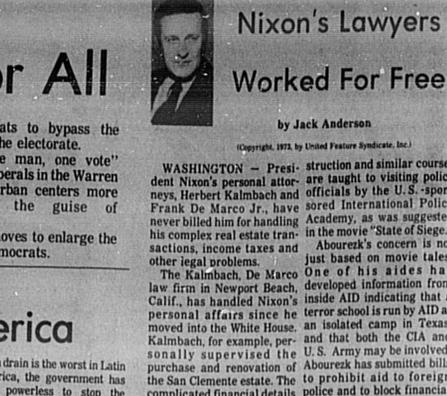 r All
ats to bypass the
he electorate.
e man, one vote"
berals in the Warren
rban centers more
the guise of
oves to enlarge the
mocrats.
erica
drain is the worst in Latin
rica, the government has
powerless to stop the
Nixon's Lawyers
Worked For Free
by Jack Anderson
(Copyright, 1973, by United Feature Syndicate, Inc.)
WASHINGTON — Presi-
dent Nixon's personal attor-
neys, Herbert Kalmbach and
Frank De Marco Jr., have
never billed him for handling
his complex real estate tran-
sactions, income taxes and
other legal problems.
The Kalmbach, De Marco
law firm in Newport Beach,
Calif., has handled Nixon's
personal affairs since he
moved into the White House.
Kalmbach, for example, per-
sonally supervised the
purchase and renovation of
the San Clemente estate. The
complicated financial details
struction and similar course
are taught to visiting polic
officials by the U.S. -spon
sored International Polic
Academy, as was suggeste
in the movie "State of Siege.
Abourezk's concern is no
just based on movie tales
One of his aides ha
developed information from
inside AID indicating that a
terror school is run by AID a
an isolated camp in Texas
and that both the CIA and
U.S. Army may be involved
Abourezk has submitted bills
to prohibit aid to foreign
police and to block financia